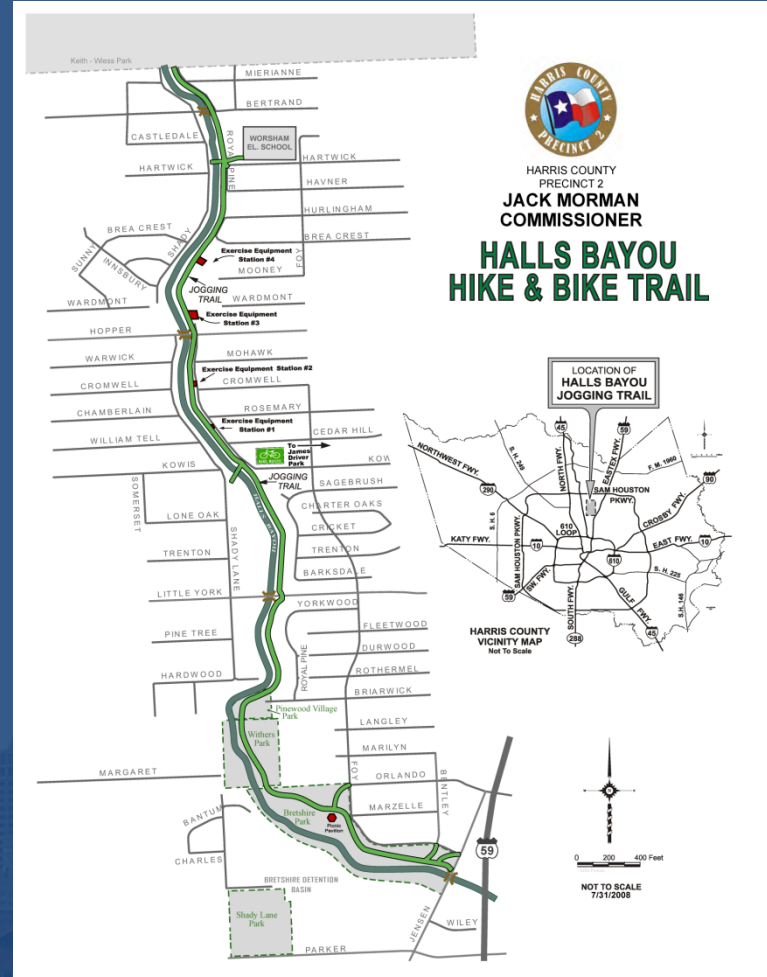 Keith - Wiess Park
MIERIANNE
BERTRAND
CASTLEDALE
ROYAL PINE
WORSHAM
EL. SCHOOL
HARTWICK
HARTWICK
HAVNER
HURLINGHAM
BREA CREST
SHADY
BREA CREST
SUNNY
INNSBURY
FOY
Exercise Equipment
Station #4
MOONEY
JOGGING
TRAIL
WARDMONT
WARDMONT
Exercise Equipment
Station #3
HOPPER
WARWICK
MOHAWK
Exercise Equipment Station #2
CROMWELL
CROMWELL
CHAMBERLAIN
ROSEMARY
Exercise Equipment
Station #1
WILLIAM TELL
CEDAR HILL
BIKE ROUTE
To
James
Driver
Park
KOWIS
JOGGING
TRAIL
SAGEBRUSH
SOMERSET
HALLS BAYOU
CHARTER OAKS
LONE OAK
CRICKET
SHADY LANE
TRENTON
TRENTON
BARKSDALE
LITTLE YORK
YORKWOOD
FLEETWOOD
PINE TREE
DURWOOD
ROYAL PINE
ROTHERMEL
HARDWOOD
BRIARWICK
Pinewood Village
Park
LANGLEY
Withers
Park
MARILYN
MARGARET
FOY
ORLANDO
BENTLEY
BANTUM
Bretshire
Park
Picnic
Pavilion
MARZELLE
59
CHARLES
BRETSHIRE DETENTION
BASIN
Shady Lane
Park
JENSEN
WILEY
PARKER
HARRIS COUNTY
PRECINCT 2
HARRIS COUNTY
PRECINCT 2
JACK MORMAN
COMMISSIONER
HALLS BAYOU
HIKE & BIKE TRAIL
LOCATION OF
HALLS BAYOU
JOGGING TRAIL
45
59
NORTHWEST FWY.
S. H. 249
NORTH FWY.
EASTEX FWY.
F. M. 1960
290
SAM HOUSTON
PKWY.
90
CROSBY FWY.
S. H. 6
SAM HOUSTON PKWY.
610
LOOP
KATY FWY.
10
EAST FWY.
10
610
S. H. 225
59
SW. FWY.
SOUTH FWY.
GULF FWY.
S.H. 146
288
45
HARRIS COUNTY
VICINITY MAP
Not To Scale
0 200 400 Feet
NOT TO SCALE
7/31/2008